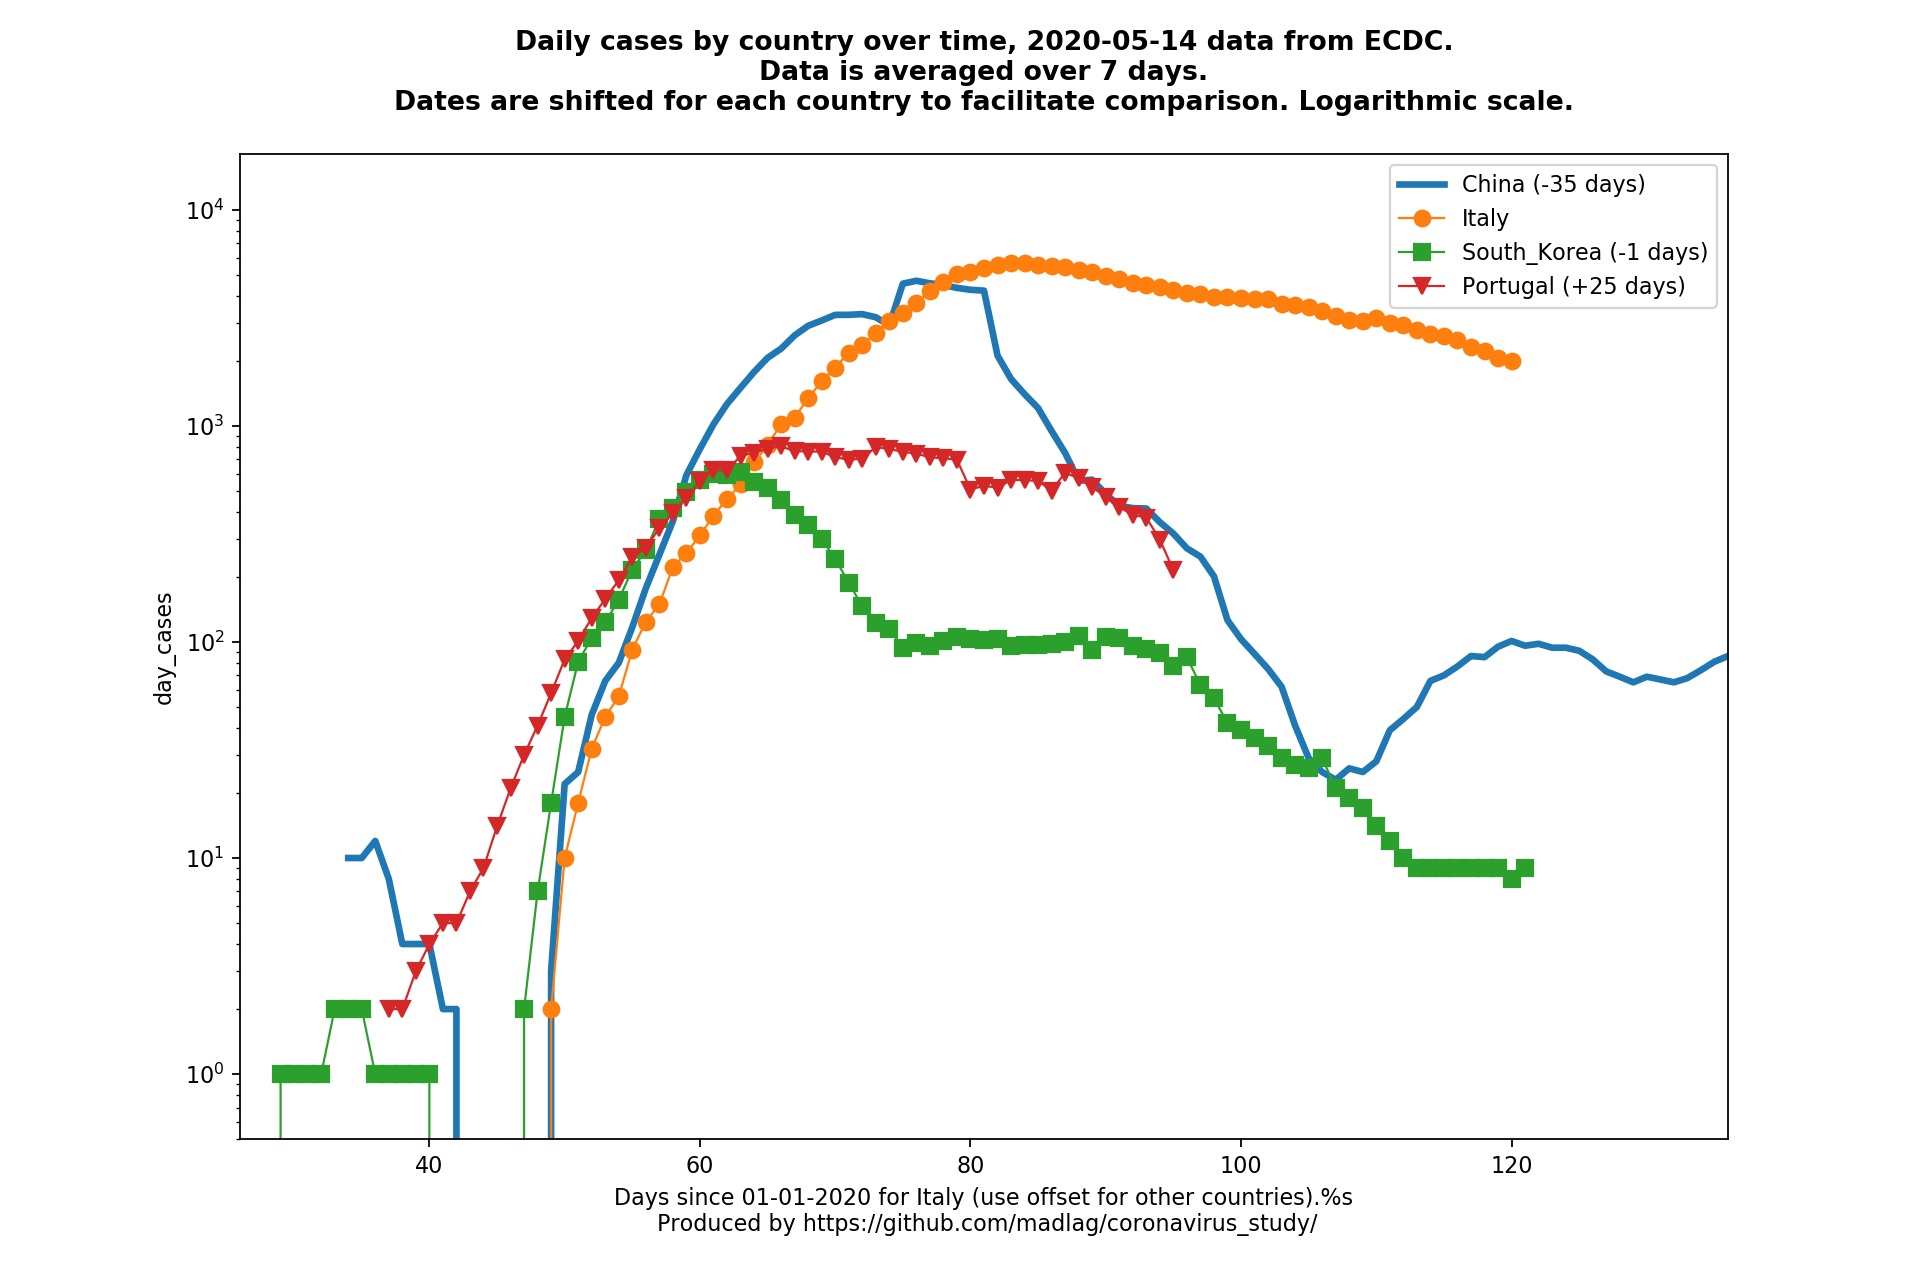 Daily cases by country over time, 2020-05-14 data from ECDC.
Data is averaged over 7 days.
Dates are shifted for each country to facilitate comparison. Logarithmic scale.
China (-35 days)
Italy
South_Korea (-1 days)
Portugal (+25 days)
day_cases
10^4
10^3
10^2
10^1
10^0
40 60 80 100 120
Days since 01-01-2020 for Italy (use offset for other countries).%s
Produced by https://github.com/madlag/coronavirus_study/